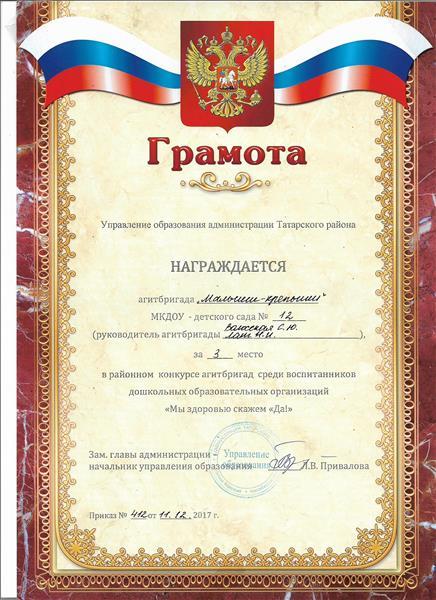 Грамота
Управление образования администрации Татарского района
НАГРАЖДАЕТСЯ
агитбригада „Малыши-крепыши"
МКДОУ - детского сада № 12
(руководитель агитбригады С.Ю.
),
за 3 место
в районном конкурсе агитбригад среди воспитанников
дошкольных образовательных организаций
«Мы здоровью скажем «Да!»
Зам. главы администрации
начальник управления образования Л.В. Привалова
Управление
образования
Приказ № 412 от 11.12. 2017 г.